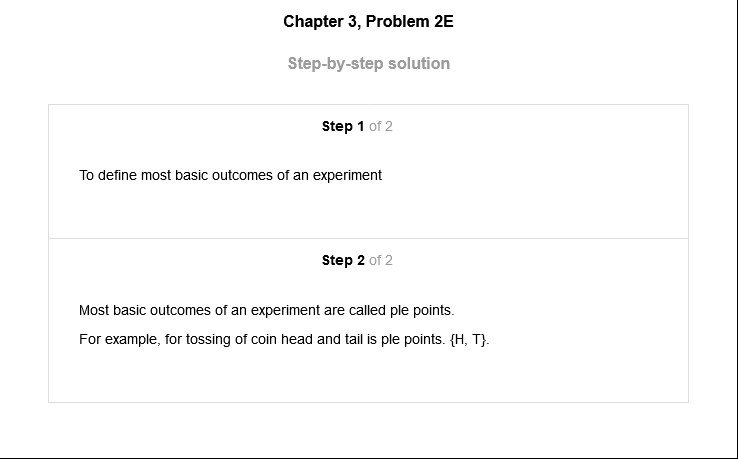 Chapter 3, Problem 2E
Step-by-step solution
Step 1 of 2
To define most basic outcomes of an experiment
Step 2 of 2
Most basic outcomes of an experiment are called ple points.
For example, for tossing of coin head and tail is ple points. {H, T}.